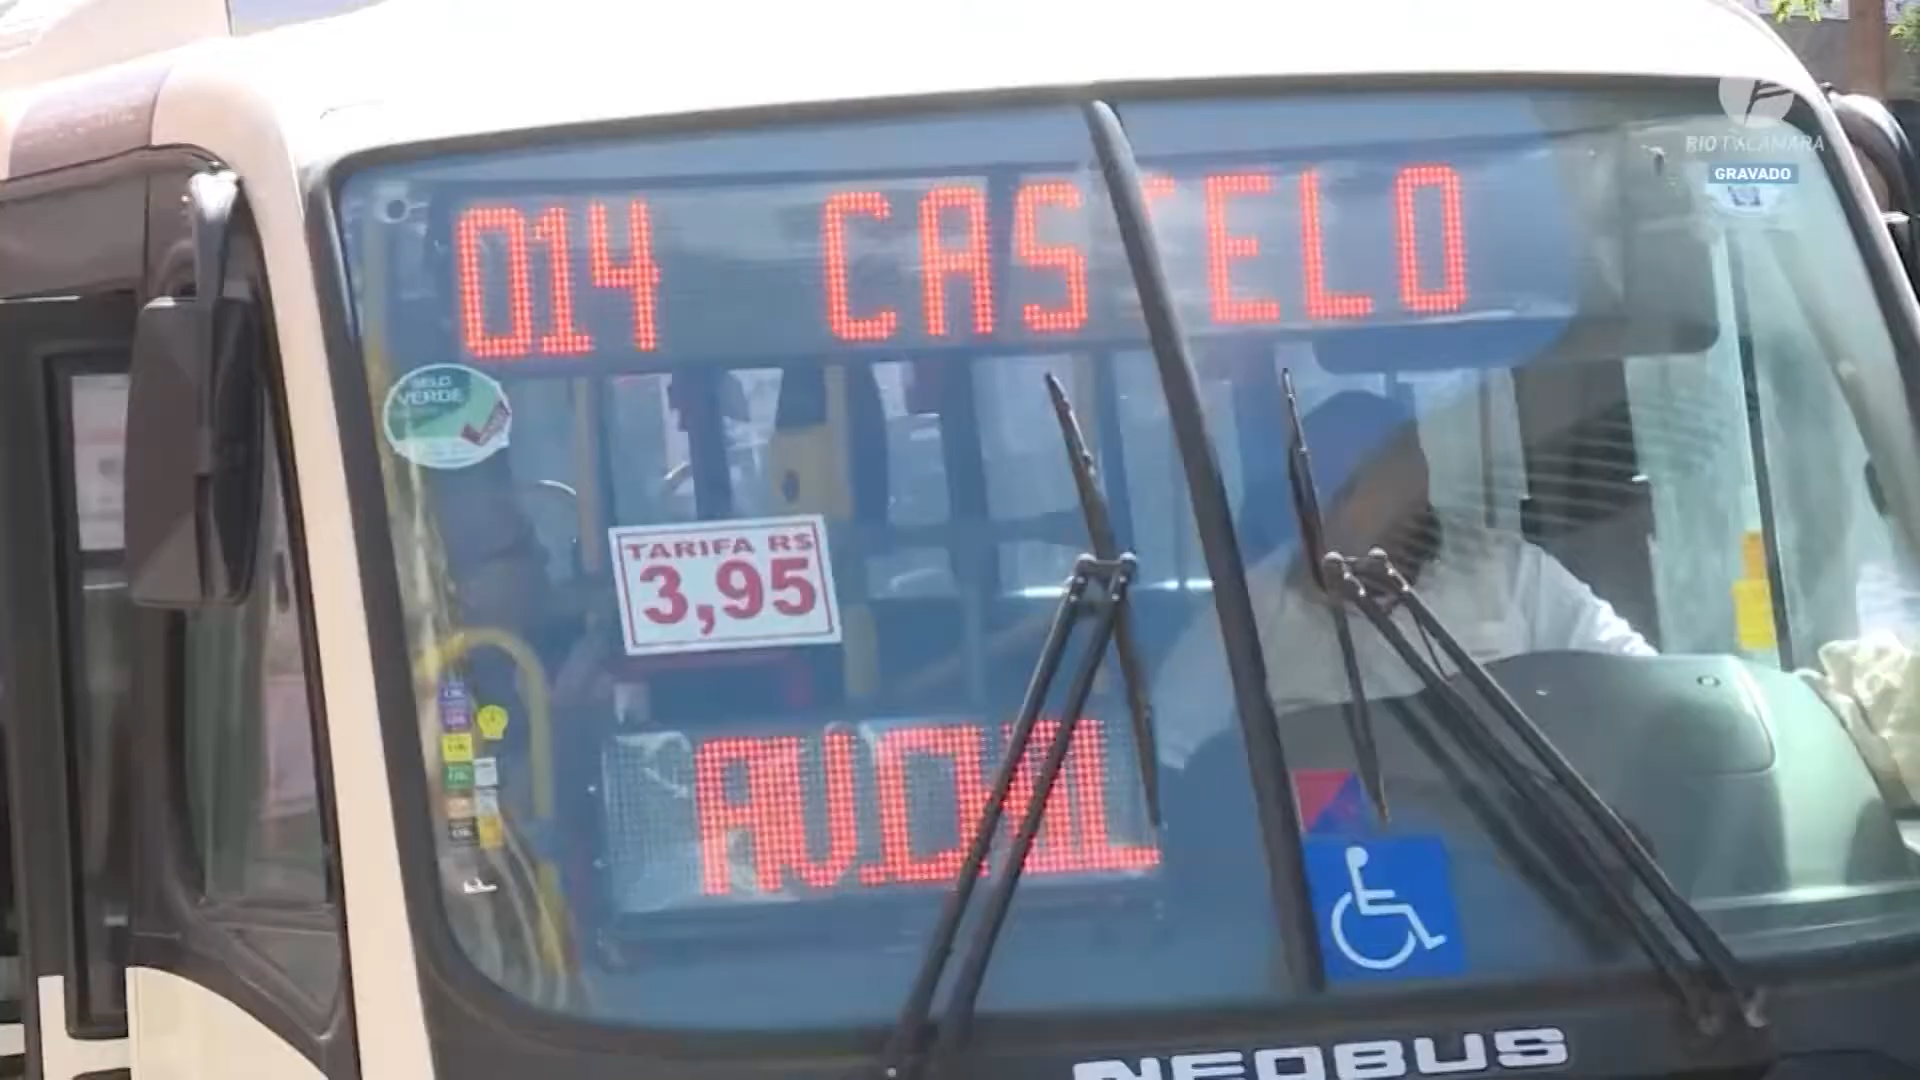 RIO TV CÂMARA
GRAVADO
014 CASTELO
SELO
VERDE
TARIFA R$
3,95
NEOBUS